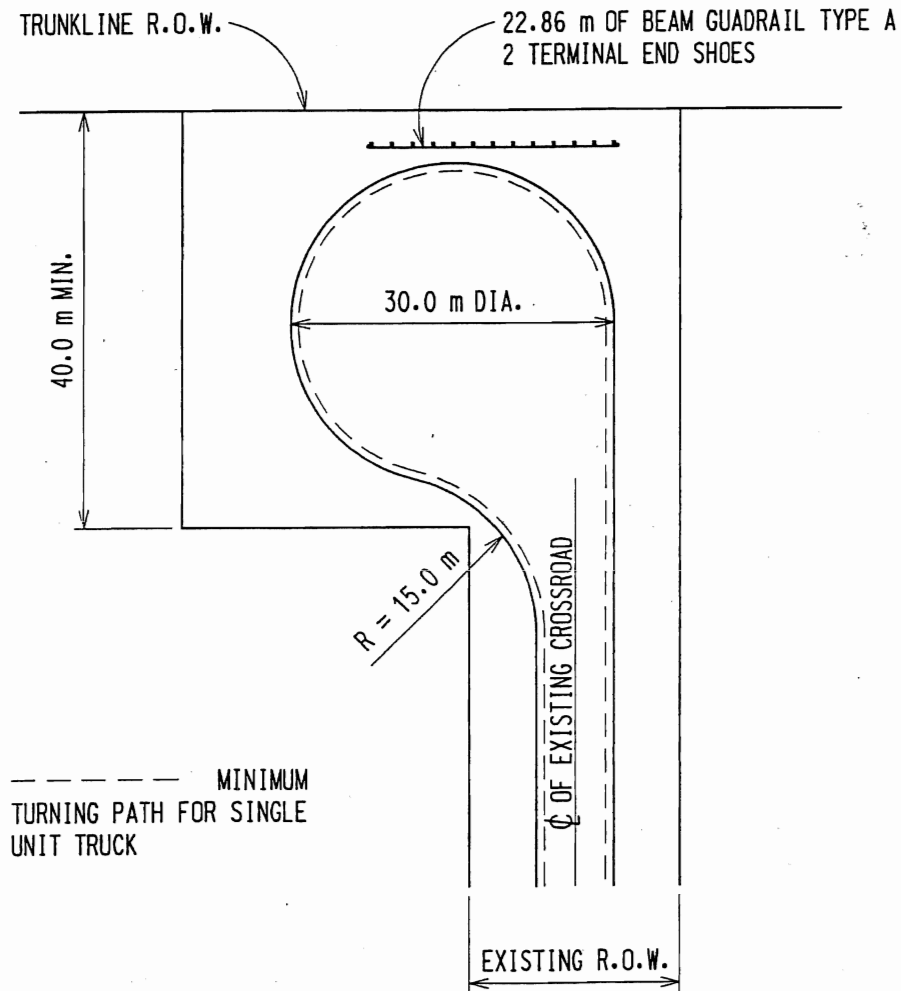 TRUNKLINE R.O.W.
22.86 m OF BEAM GUADRAIL TYPE A
2 TERMINAL END SHOES
40.0 m MIN.
30.0 m DIA.
R = 15.0 m
℄ OF EXISTING CROSSROAD
MINIMUM
TURNING PATH FOR SINGLE
UNIT TRUCK
EXISTING R.O.W.